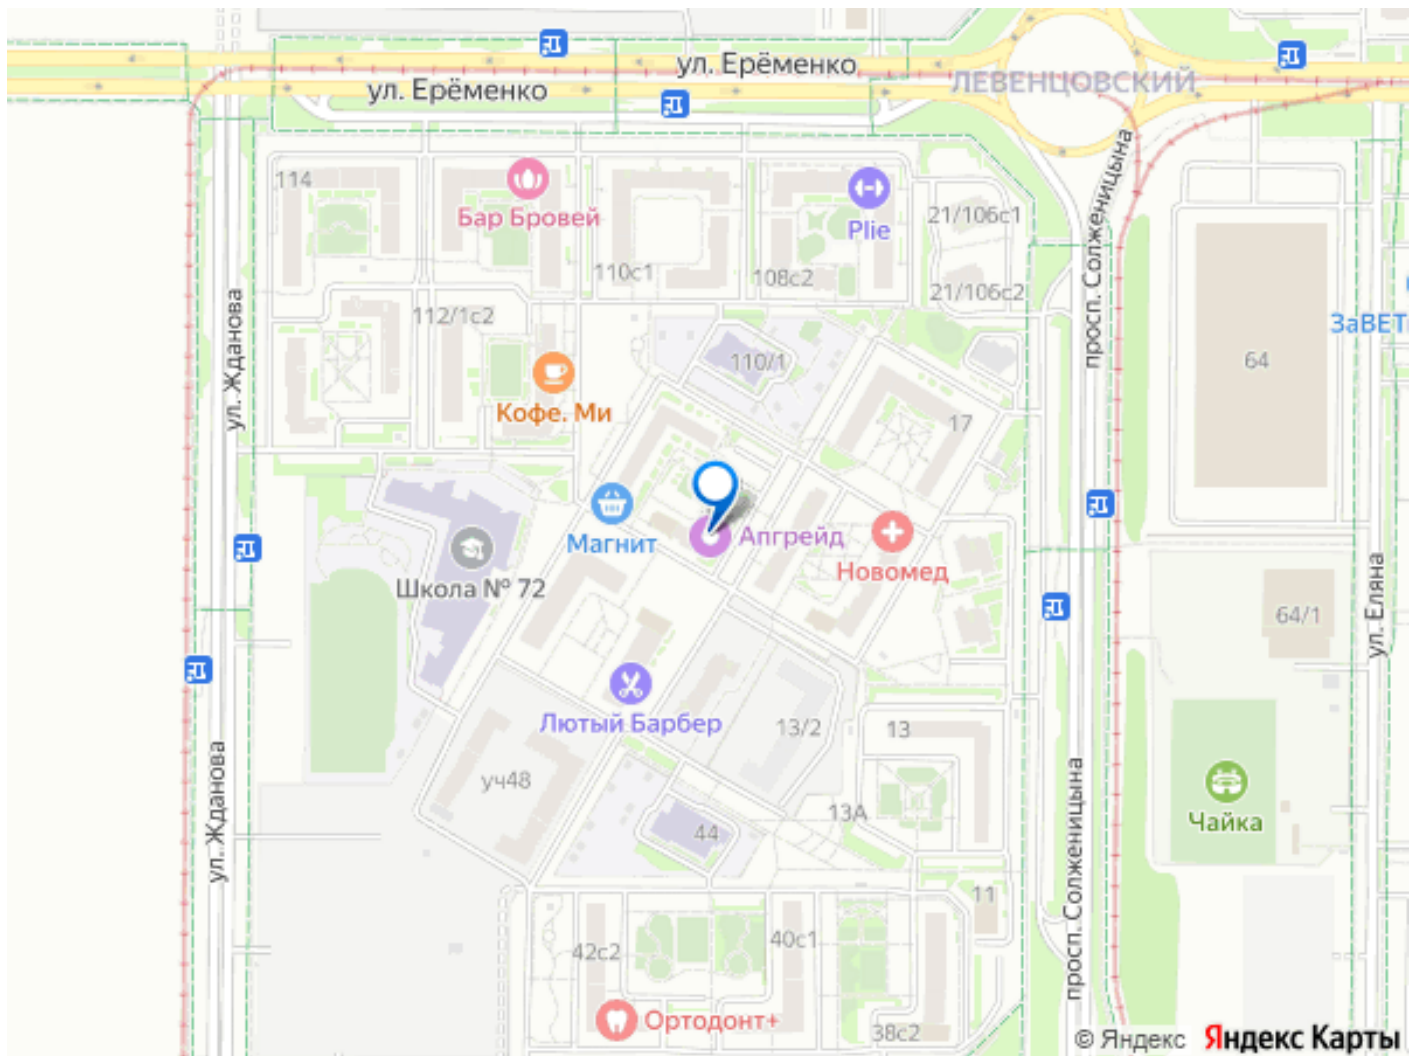 ул. Ерёменко
ул. Ерёменко
ЛЕВЕНЦОВСКИЙ
114
Бар Бровей
110с1
Plie
108с2
21/106с1
21/106с2
просп. Солженицына
ул. Жданова
112/1с2
Кофе. Ми
110/1
17
64
ЗаВЕТ
Магнит
Апгрейд
Новомед
Школа № 72
64/1
ул. Еляна
Лютый Барбер
13/2
13
уч48
13А
44
Чайка
ул. Жданова
просп. Солженицына
11
42с2
40с1
38с2
Ортодонт+
© Яндекс Яндекс Карты